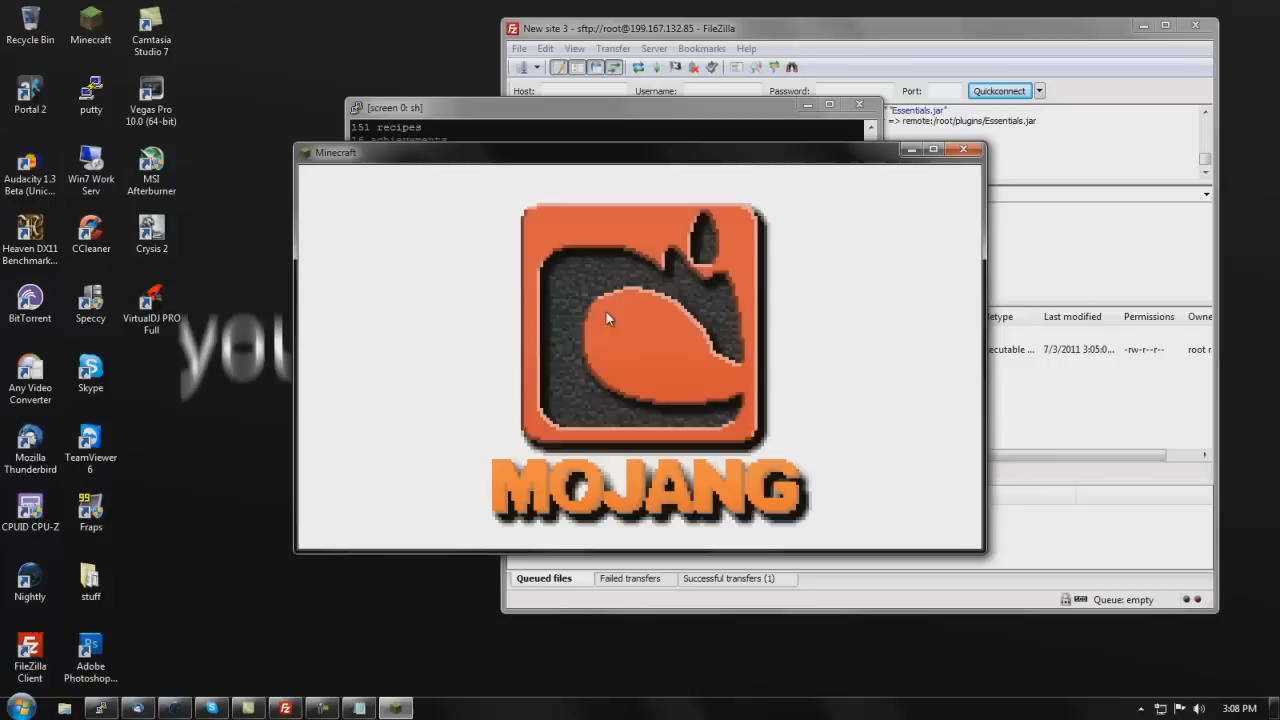 Recycle Bin
Minecraft
Camtasia
Studio 7
Portal 2
putty
Vegas Pro
10.0 (64-bit)
Audacity 1.3
Beta (Unic...
Win7 Work
Serv
MSI
Afterburner
Heaven DX11
Benchmark...
CCleaner
Crysis 2
BitTorrent
Speccy
VirtualDJ PRO
Full
Any Video
Converter
Skype
Mozilla
Thunderbird
TeamViewer
6
CPUID CPU-Z
99
Fraps
Nightly
stuff
FileZilla
Client
Adobe
Photoshop...
you
New site 3 - sftp://root@199.167.132.85 - FileZilla
File Edit View Transfer Server Bookmarks Help
Host: Username: Password: Port: Quickconnect
"Essentials.jar"
=> remote:/root/plugins/Essentials.jar
[screen 0: sh]
151 recipes
16 achievements
Minecraft
MOJANG
Last modified Permissions
7/3/2011 3:05:0... -rw-r--r-- root r
Queued files Failed transfers Successful transfers (1)
Queue: empty
3:08 PM